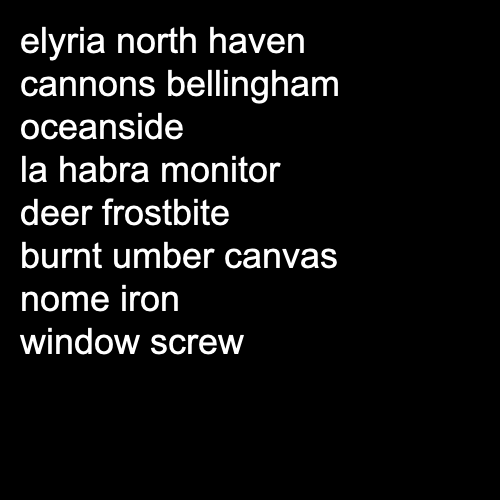 elyria north haven
cannons bellingham
oceanside
la habra monitor
deer frostbite
burnt umber canvas
nome iron
window screw